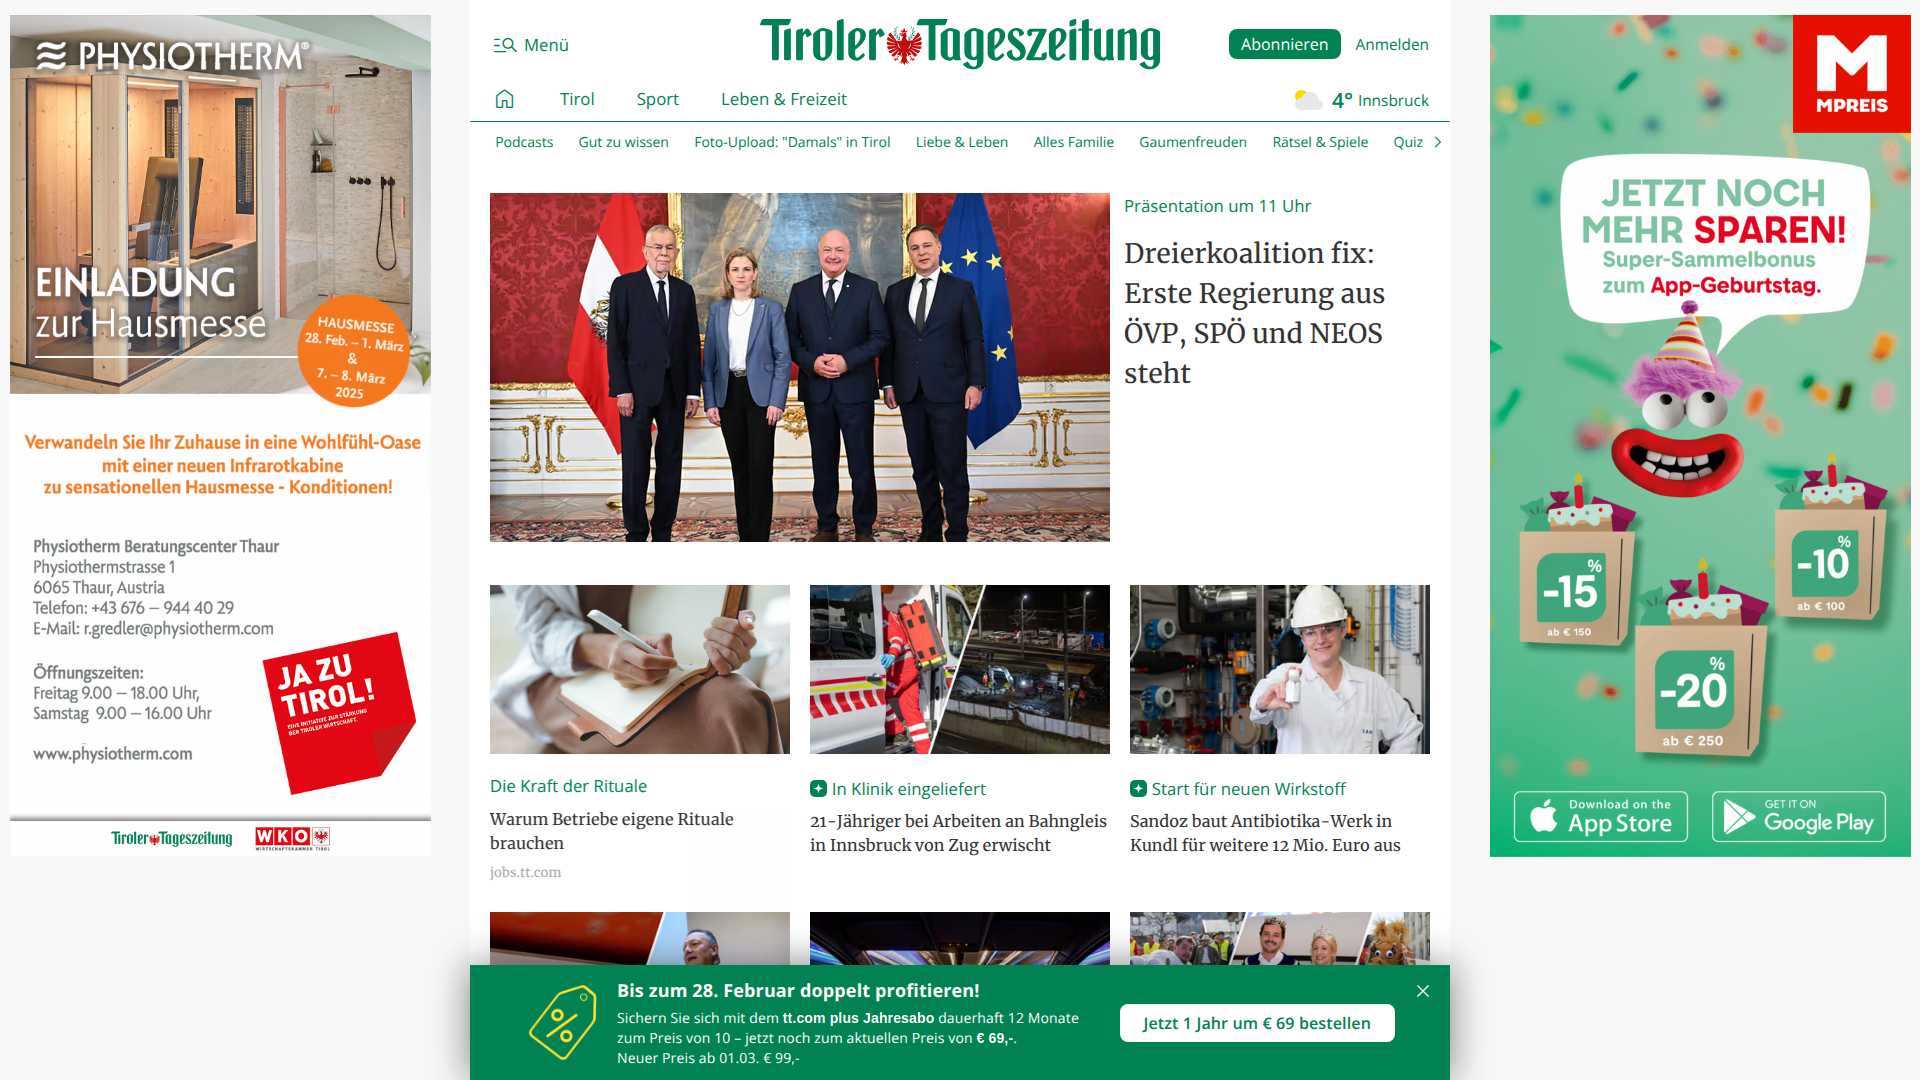 PHYSIOTHERM®
EINLADUNG
zur Hausmesse
HAUSMESSE
28. Feb. – 1. März
&
7. – 8. März
2025
Verwandeln Sie Ihr Zuhause in eine Wohlfühl-Oase
mit einer neuen Infrarotkabine
zu sensationellen Hausmesse - Konditionen!
Physiotherm Beratungscenter Thaur
Physiothermstrasse 1
6065 Thaur, Austria
Telefon: +43 676 – 944 40 29
E-Mail: r.gredler@physiotherm.com
Öffnungszeiten:
Freitag 9.00 – 18.00 Uhr,
Samstag 9.00 – 16.00 Uhr
www.physiotherm.com
JA ZU
TIROL!
EINE INITIATIVE ZUR STÄRKUNG
DER TIROLER WIRTSCHAFT.
Tiroler Tageszeitung
WKO
WIRTSCHAFTSKAMMER TIROL
Menü
Tiroler Tageszeitung
Abonnieren
Anmelden
Tirol
Sport
Leben & Freizeit
4° Innsbruck
Podcasts
Gut zu wissen
Foto-Upload: "Damals" in Tirol
Liebe & Leben
Alles Familie
Gaumenfreuden
Rätsel & Spiele
Quiz
Präsentation um 11 Uhr
Dreierkoalition fix:
Erste Regierung aus
ÖVP, SPÖ und NEOS
steht
Die Kraft der Rituale
Warum Betriebe eigene Rituale
brauchen
jobs.tt.com
In Klinik eingeliefert
21-Jähriger bei Arbeiten an Bahngleis
in Innsbruck von Zug erwischt
Start für neuen Wirkstoff
Sandoz baut Antibiotika-Werk in
Kundl für weitere 12 Mio. Euro aus
Bis zum 28. Februar doppelt profitieren!
Sichern Sie sich mit dem tt.com plus Jahresabo dauerhaft 12 Monate
zum Preis von 10 – jetzt noch zum aktuellen Preis von € 69,-.
Neuer Preis ab 01.03. € 99,-
Jetzt 1 Jahr um € 69 bestellen
MPREIS
JETZT NOCH
MEHR SPAREN!
Super-Sammelbonus
zum App-Geburtstag.
-15%
ab € 150
-10%
ab € 100
-20%
ab € 250
Download on the
App Store
GET IT ON
Google Play